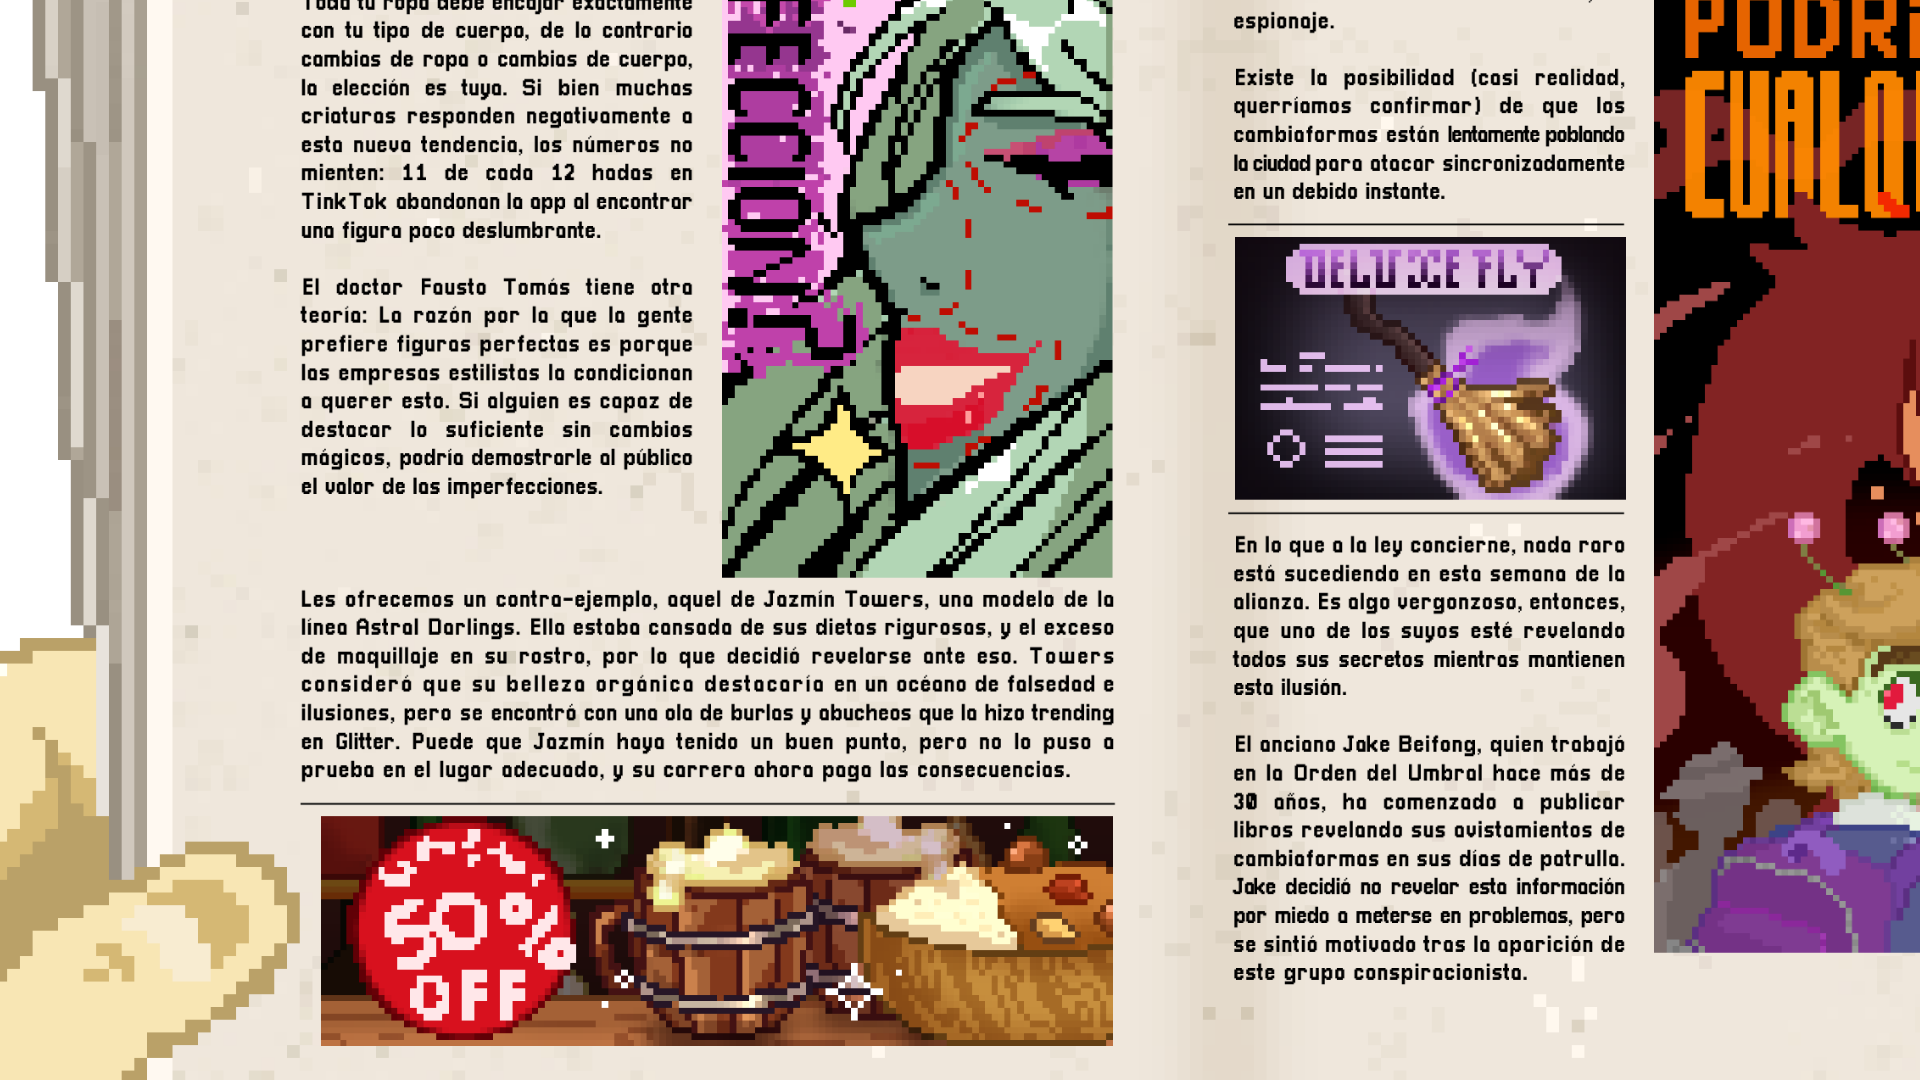 Toda tu ropa debe encajar exactamente
con tu tipo de cuerpo, de lo contrario
cambias de ropa o cambias de cuerpo,
la elección es tuya. Si bien muchas
criaturas responden negativamente a
esta nueva tendencia, los números no
mienten: 11 de cada 12 hadas en
TinkTok abandonan la app al encontrar
una figura poco deslumbrante.
El doctor Fausto Tomás tiene otra
teoría: La razón por la que la gente
prefiere figuras perfectas es porque
las empresas estilistas la condicionan
a querer esto. Si alguien es capaz de
destacar lo suficiente sin cambios
mágicos, podría demostrarle al público
el valor de las imperfecciones.
ECCION?
Les ofrecemos un contra-ejemplo, aquel de Jazmín Towers, una modelo de la
línea Astral Darlings. Ella estaba cansada de sus dietas rigurosas, y el exceso
de maquillaje en su rostro, por lo que decidió revelarse ante eso. Towers
consideró que su belleza orgánica destacaría en un océano de falsedad e
ilusiones, pero se encontró con una ola de burlas y abucheos que la hizo trending
en Glitter. Puede que Jazmín haya tenido un buen punto, pero no lo puso a
prueba en el lugar adecuado, y su carrera ahora paga las consecuencias.
50%
OFF
espionaje.
Existe la posibilidad (casi realidad,
querríamos confirmar) de que los
cambiaformas están lentamente poblando
la ciudad para atacar sincronizadamente
en un debido instante.
DELUXE FLY
En lo que a la ley concierne, nada raro
está sucediendo en esta semana de la
alianza. Es algo vergonzoso, entonces,
que uno de los suyos esté revelando
todos sus secretos mientras mantienen
esta ilusión.
El anciano Jake Beifong, quien trabajó
en la Orden del Umbral hace más de
30 años, ha comenzado a publicar
libros revelando sus avistamientos de
cambiaformas en sus días de patrulla.
Jake decidió no revelar esta información
por miedo a meterse en problemas, pero
se sintió motivado tras la aparición de
este grupo conspiracionista.
PODRÍ
CUALQ